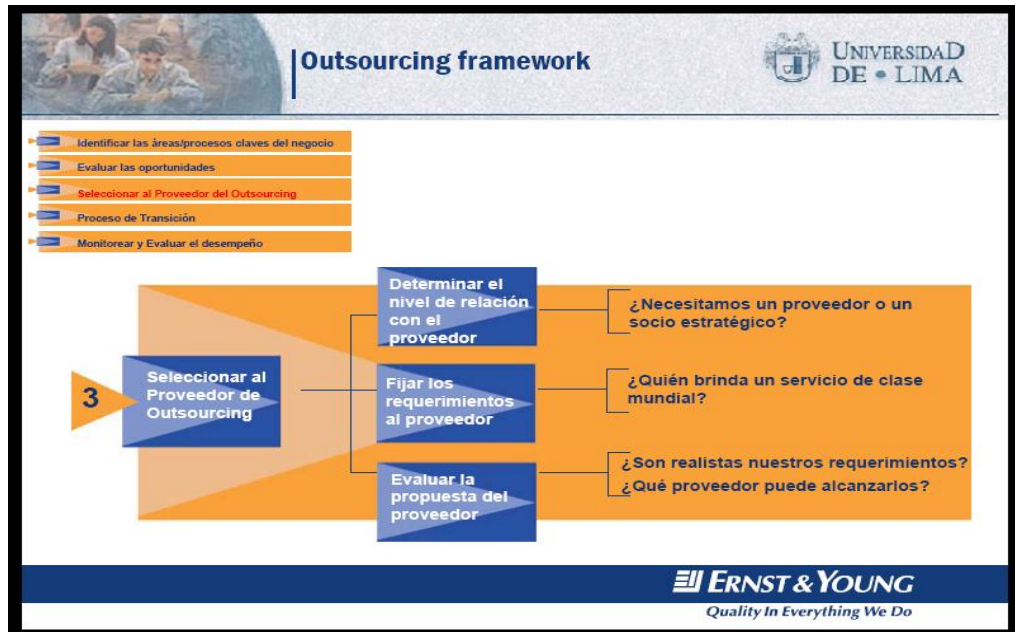 Outsourcing framework
UNIVERSIDAD
DE • LIMA
Identificar las áreas/procesos claves del negocio
Evaluar las oportunidades
Seleccionar al Proveedor del Outsourcing
Proceso de Transición
Monitorear y Evaluar el desempeño
3
Seleccionar al
Proveedor de
Outsourcing
Determinar el
nivel de relación
con el
proveedor
¿Necesitamos un proveedor o un
socio estratégico?
Fijar los
requerimientos
al proveedor
¿Quién brinda un servicio de clase
mundial?
Evaluar la
propuesta del
proveedor
¿Son realistas nuestros requerimientos?
¿Qué proveedor puede alcanzarlos?
ERNST & YOUNG
Quality In Everything We Do